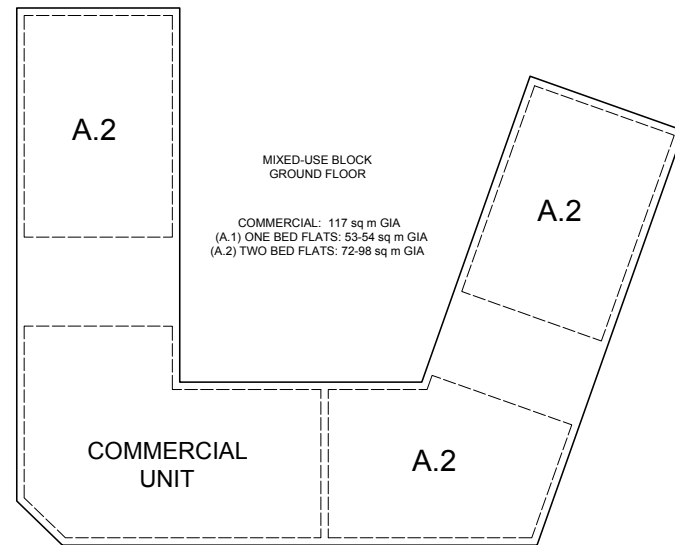 A.2
MIXED-USE BLOCK
GROUND FLOOR
COMMERCIAL: 117 sq m GIA
(A.1) ONE BED FLATS: 53-54 sq m GIA
(A.2) TWO BED FLATS: 72-98 sq m GIA
A.2
COMMERCIAL
UNIT
A.2